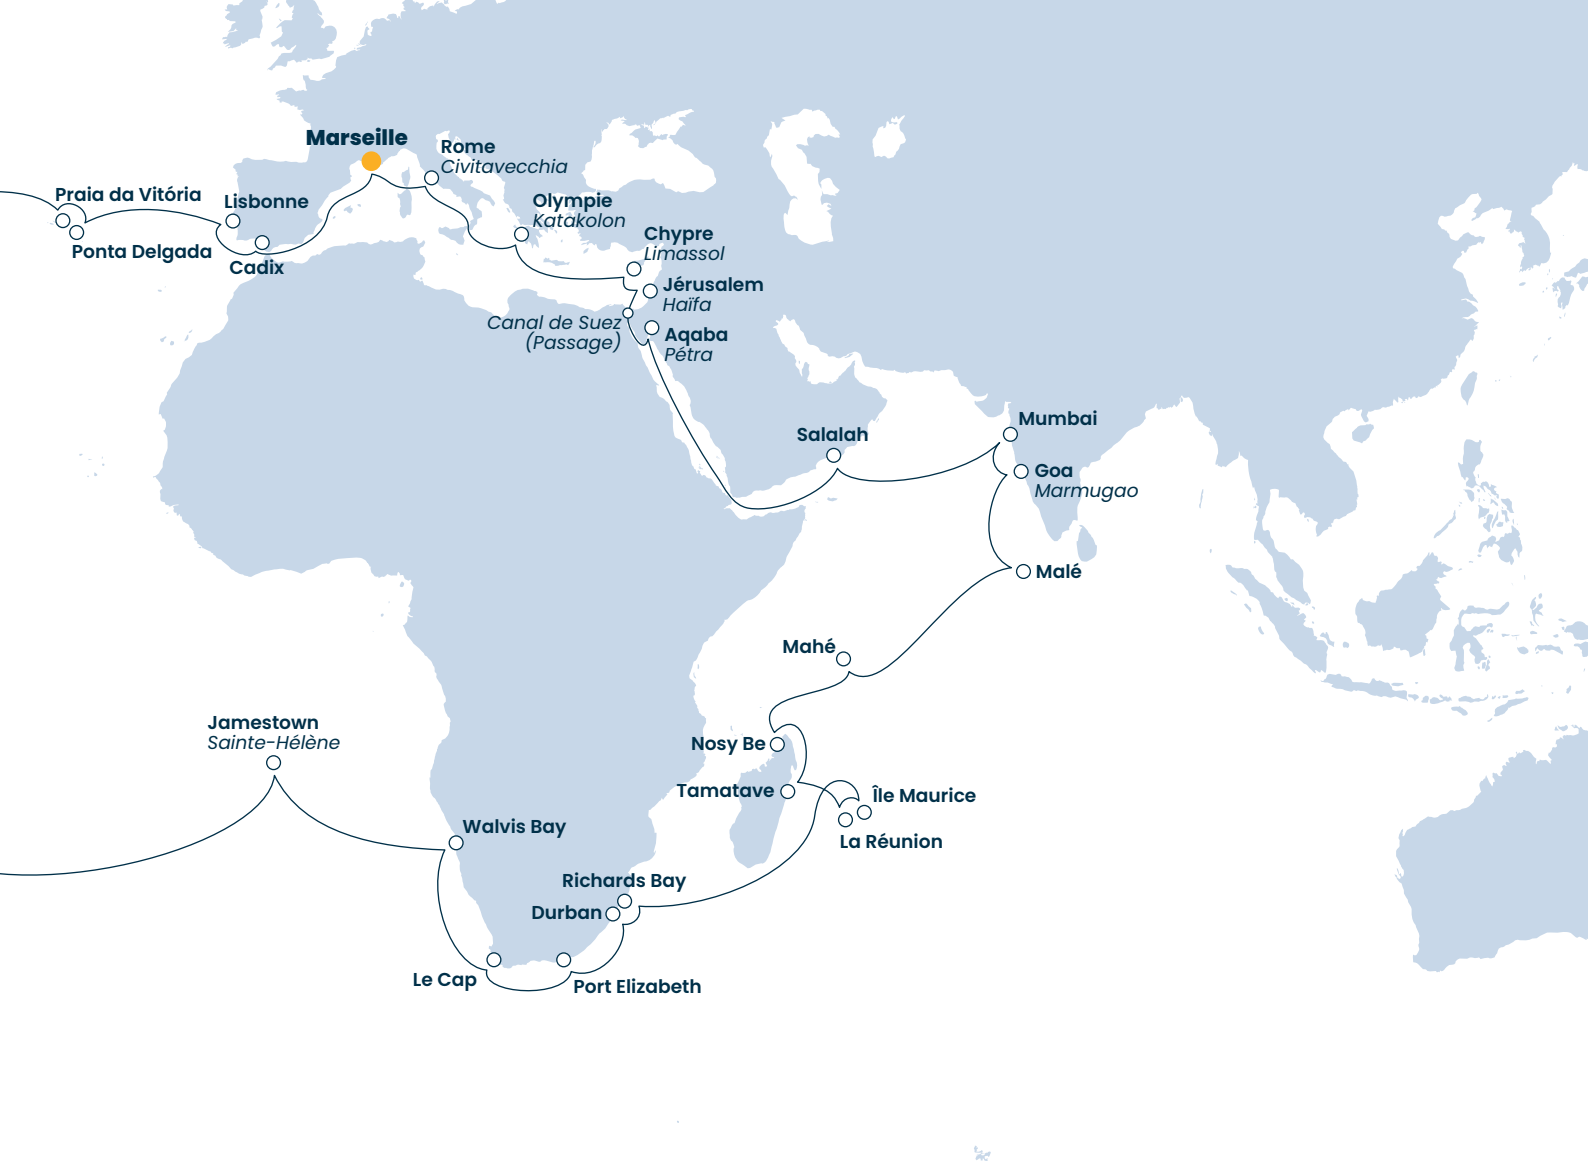 Marseille
Rome
Civitavecchia
Praia da Vitória
Lisbonne
Olympie
Katakolon
Ponta Delgada
Cadix
Chypre
Limassol
Jérusalem
Haïfa
Canal de Suez
(Passage)
Aqaba
Pétra
Salalah
Mumbai
Goa
Marmugao
Malé
Mahé
Jamestown
Sainte-Hélène
Nosy Be
Tamatave
Île Maurice
La Réunion
Walvis Bay
Richards Bay
Durban
Le Cap
Port Elizabeth